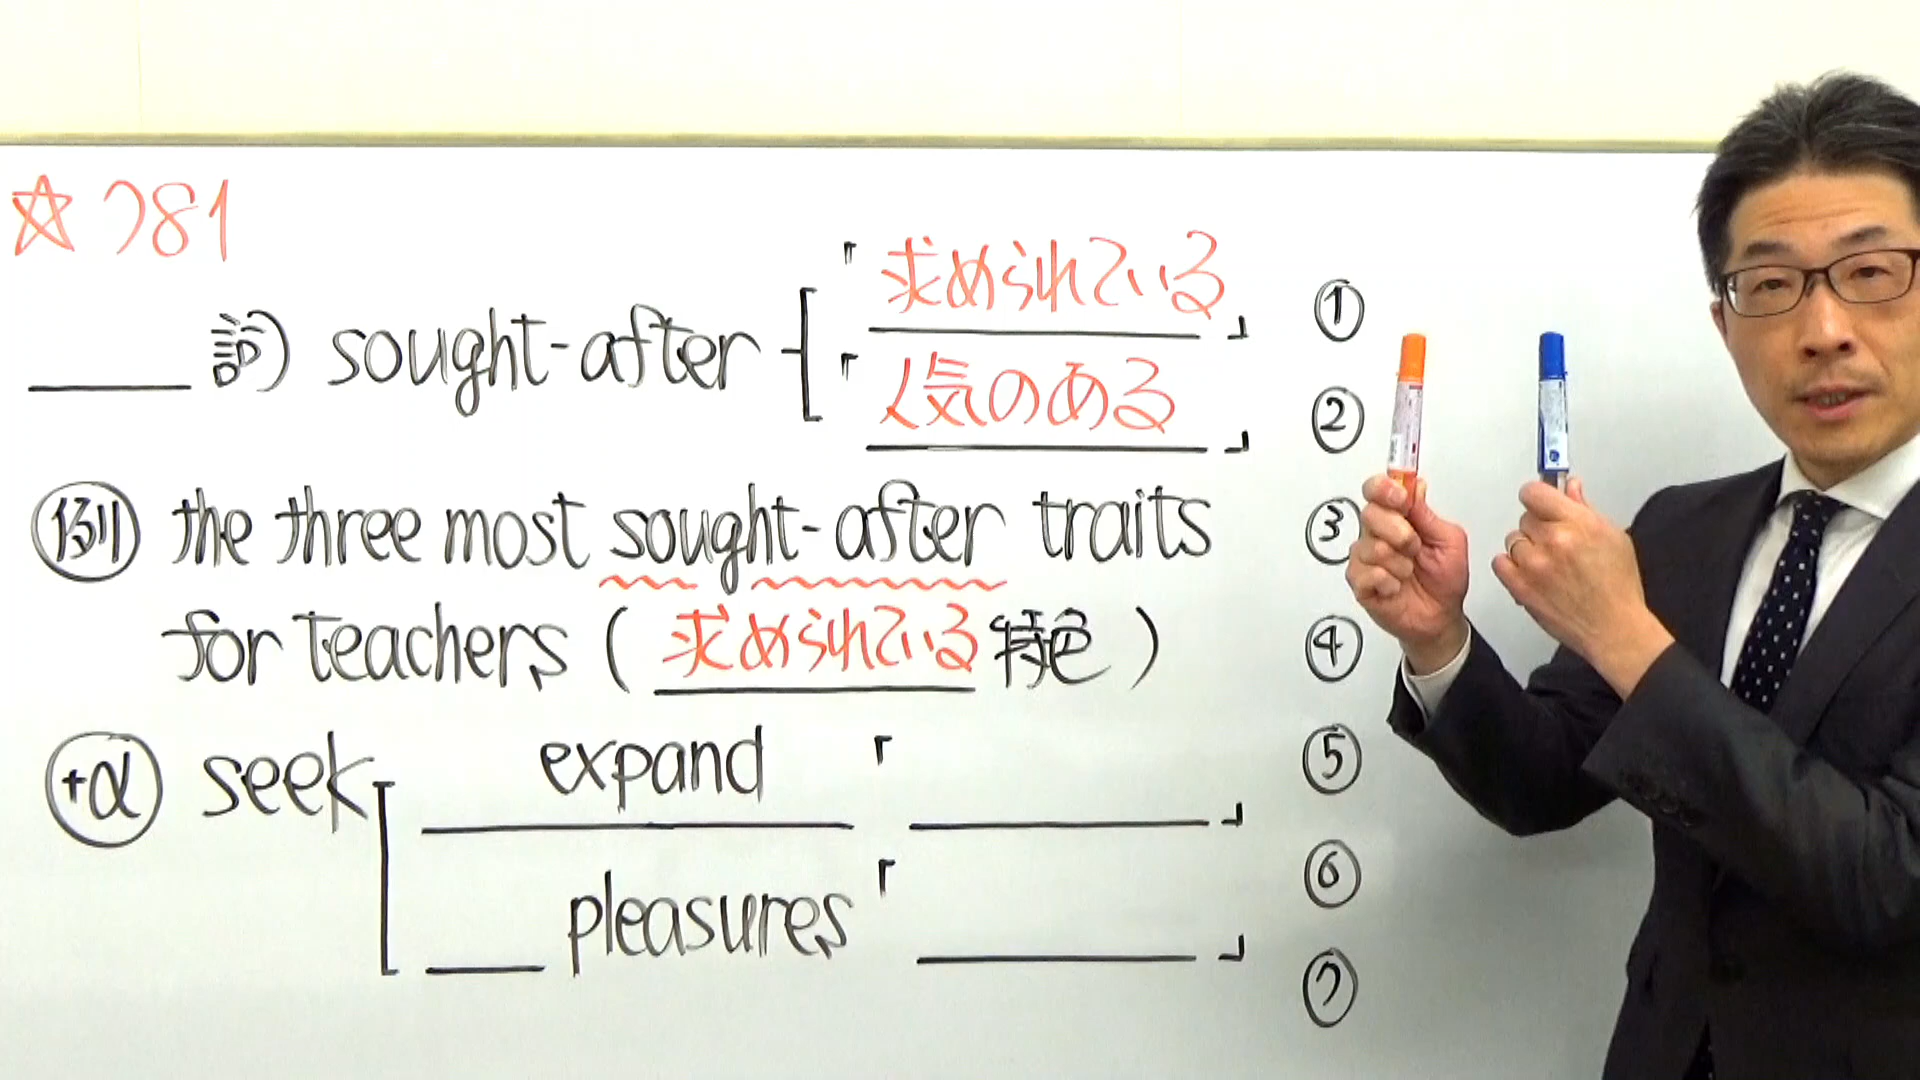 ☆781
「求められている」 ①
訳) sought-after
「人気のある」 ②
例 the three most sought-after traits ③
for teachers (求められている特色) ④
+α seek expand 「 」 ⑤
pleasures 「 」 ⑥
⑦